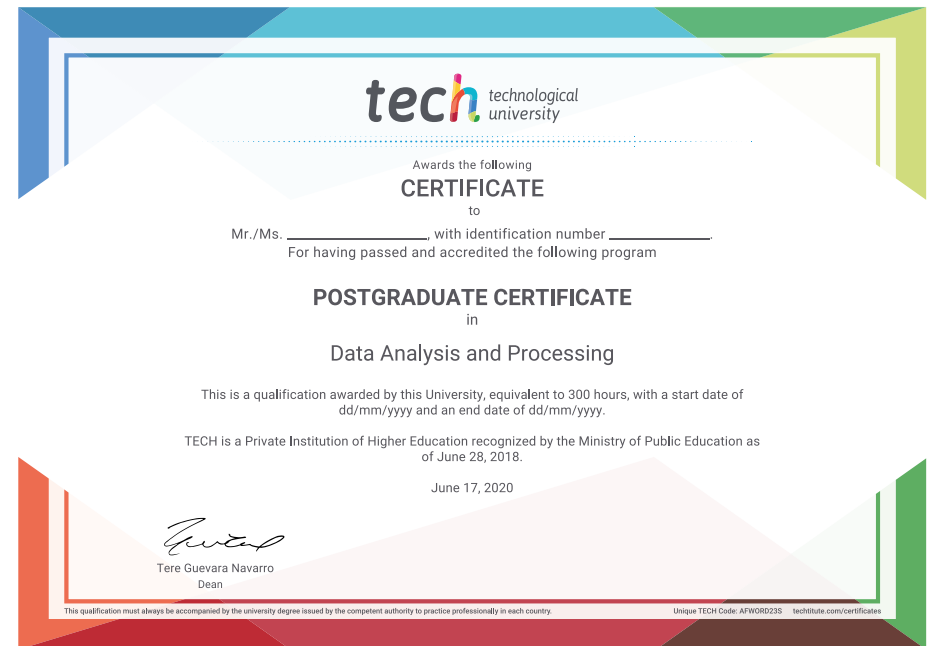 tech technological
university
Awards the following
CERTIFICATE
to
Mr./Ms. ____________________, with identification number ______________.
For having passed and accredited the following program
POSTGRADUATE CERTIFICATE
in
Data Analysis and Processing
This is a qualification awarded by this University, equivalent to 300 hours, with a start date of
dd/mm/yyyy and an end date of dd/mm/yyyy.
TECH is a Private Institution of Higher Education recognized by the Ministry of Public Education as
of June 28, 2018.
June 17, 2020
Tere Guevara Navarro
Dean
This qualification must always be accompanied by the university degree issued by the competent authority to practice professionally in each country.
Unique TECH Code: AFWORD23S techtitute.com/certificates